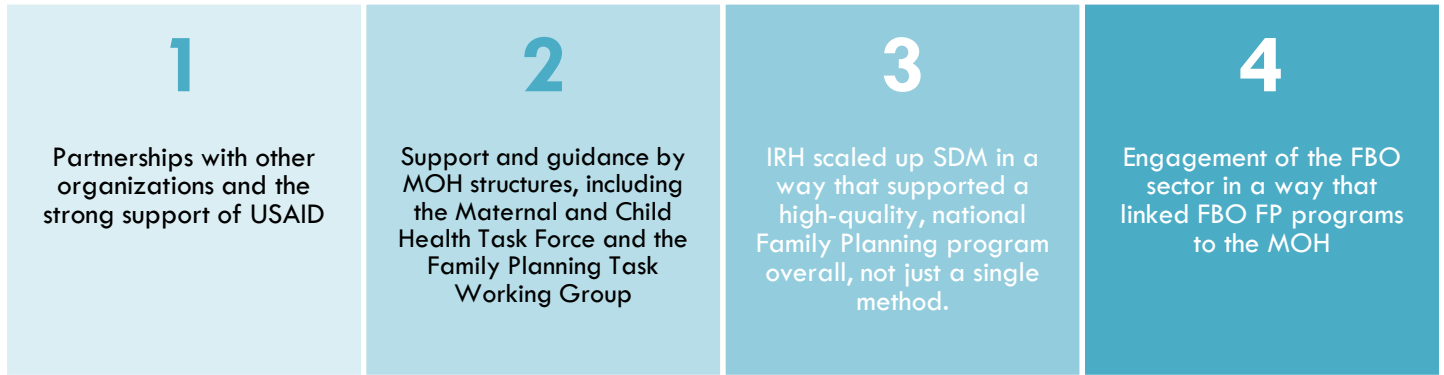 1
Partnerships with other
organizations and the
strong support of USAID
2
Support and guidance by
MOH structures, including
the Maternal and Child
Health Task Force and the
Family Planning Task
Working Group
3
IRH scaled up SDM in a
way that supported a
high-quality, national
Family Planning program
overall, not just a single
method.
4
Engagement of the FBO
sector in a way that
linked FBO FP programs
to the MOH